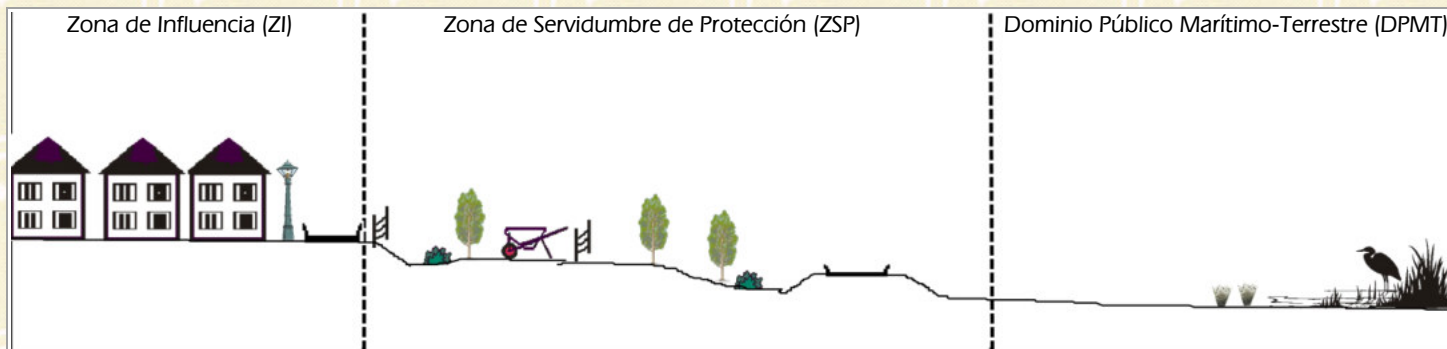 Zona de Influencia (ZI)
Zona de Servidumbre de Protección (ZSP)
Dominio Público Marítimo-Terrestre (DPMT)